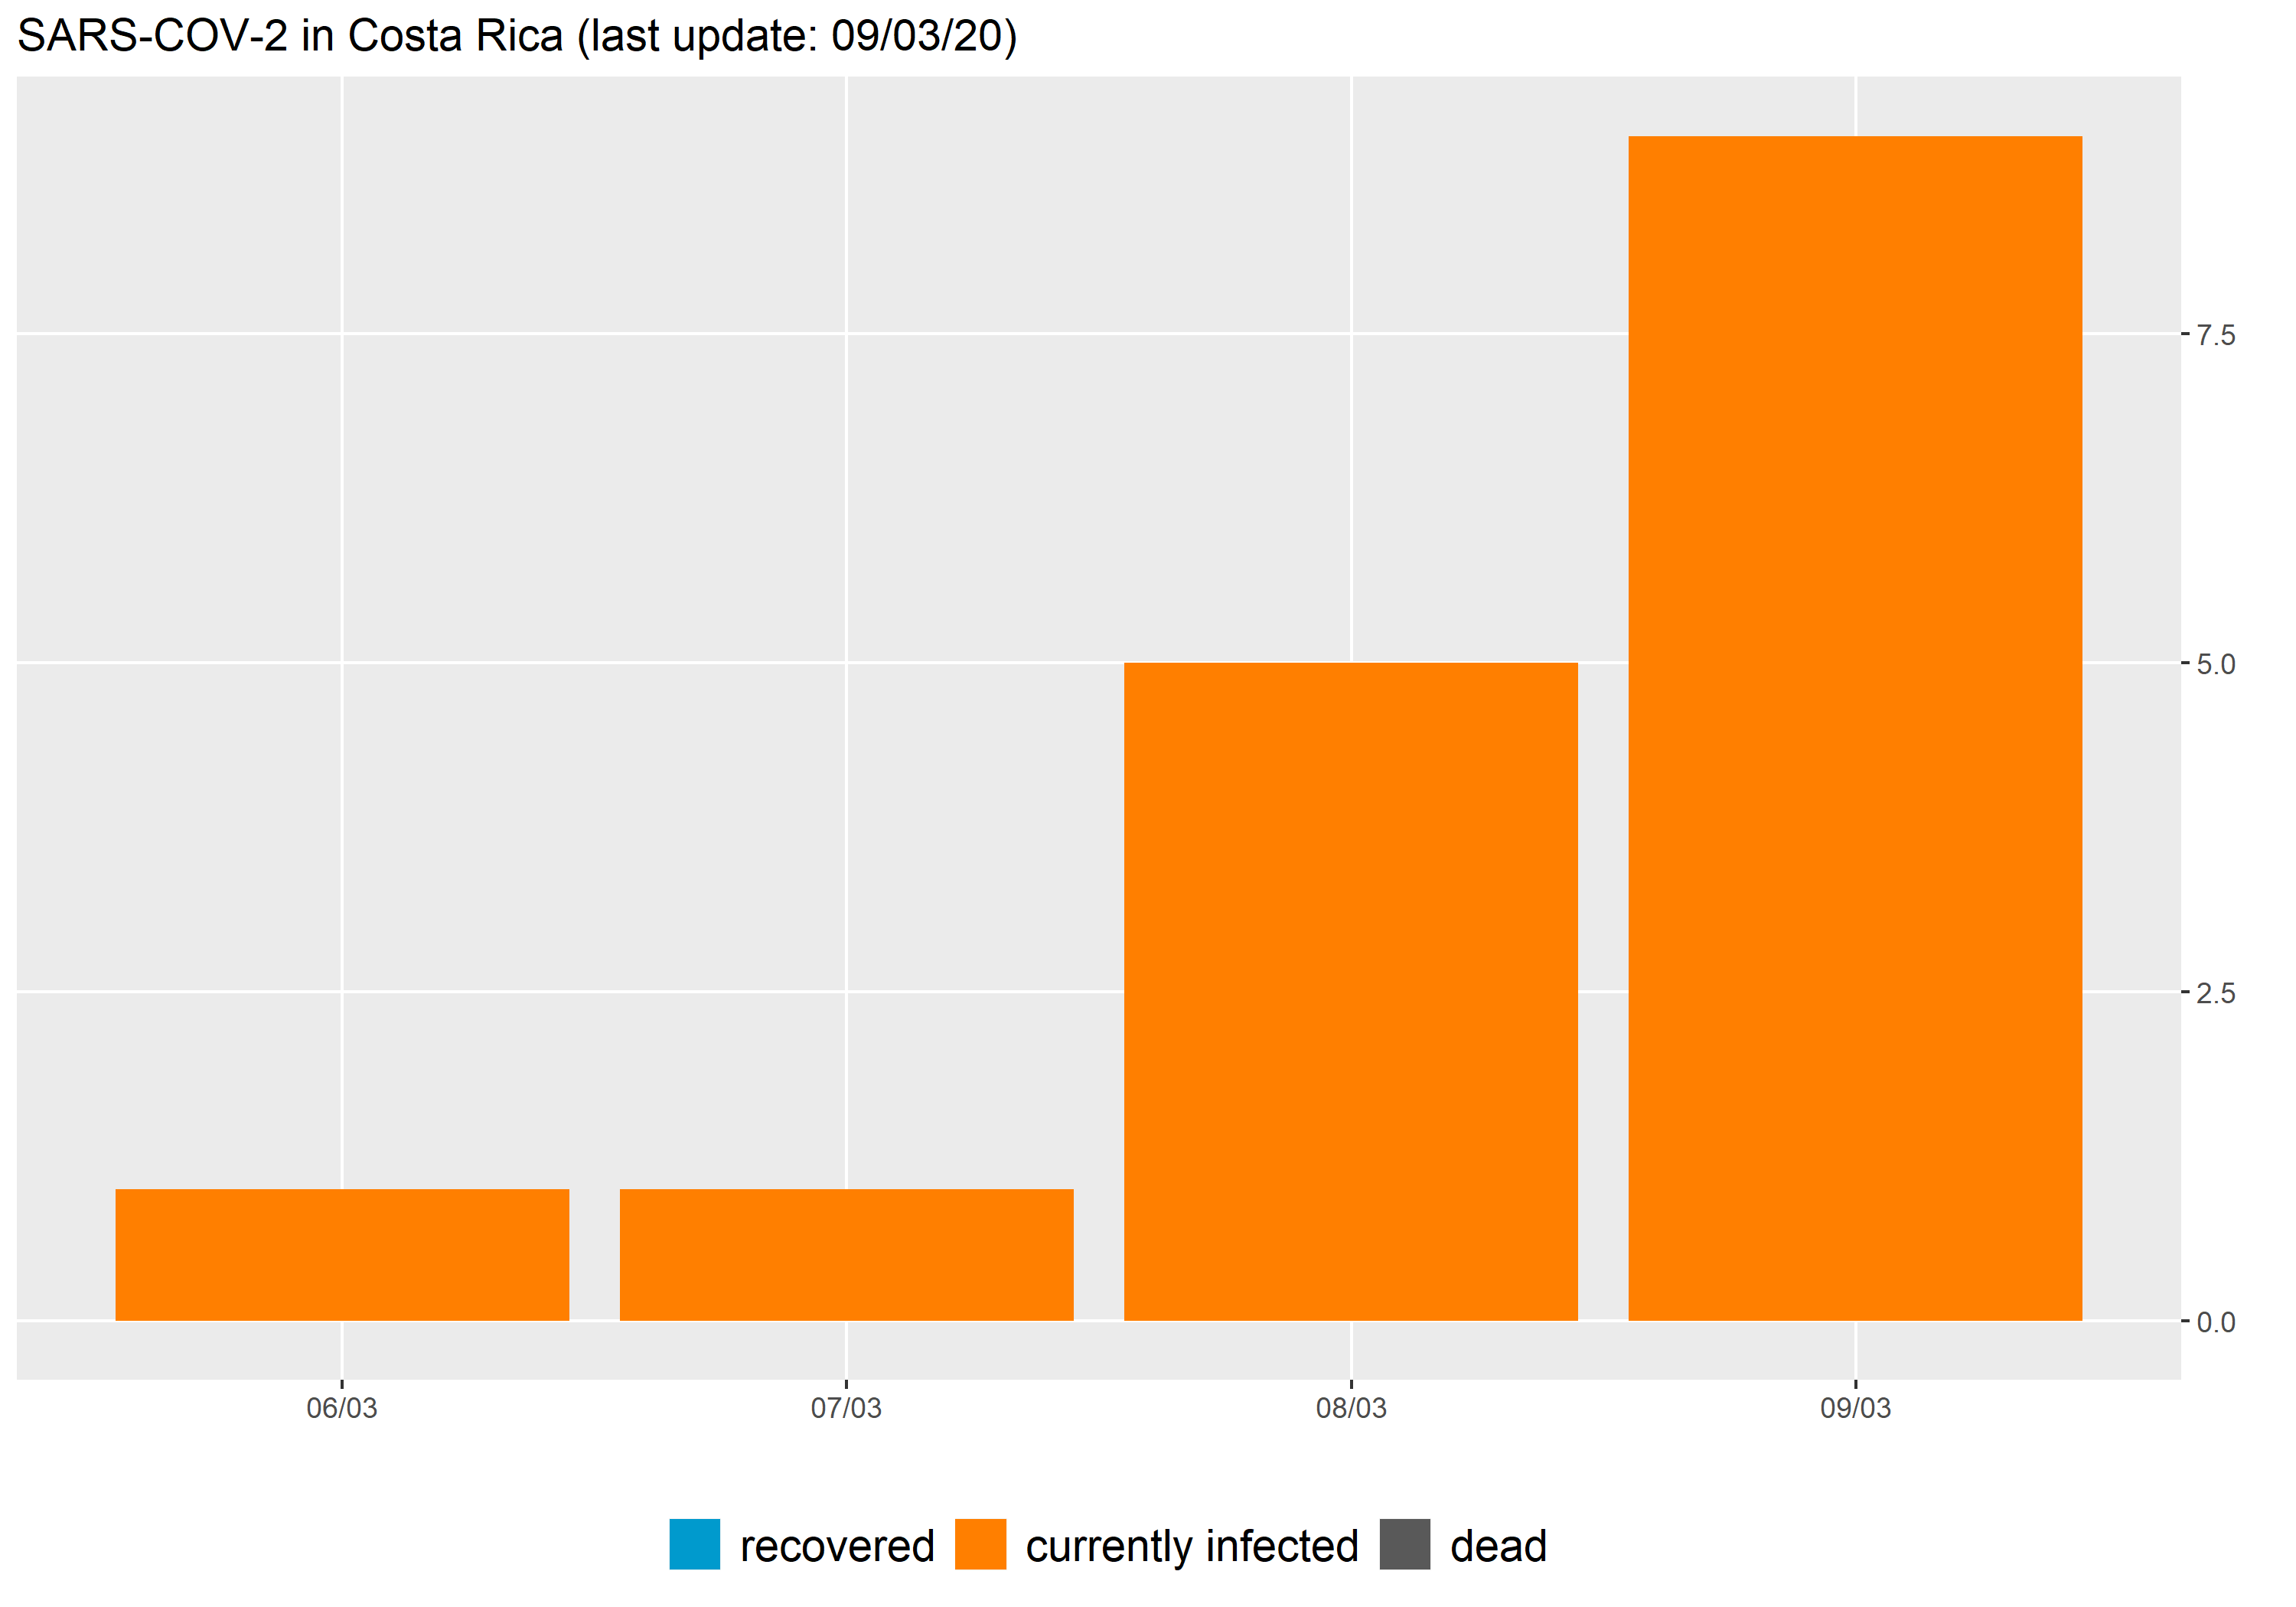 SARS-COV-2 in Costa Rica (last update: 09/03/20)
7.5
5.0
2.5
0.0
06/03 07/03 08/03 09/03
recovered currently infected dead